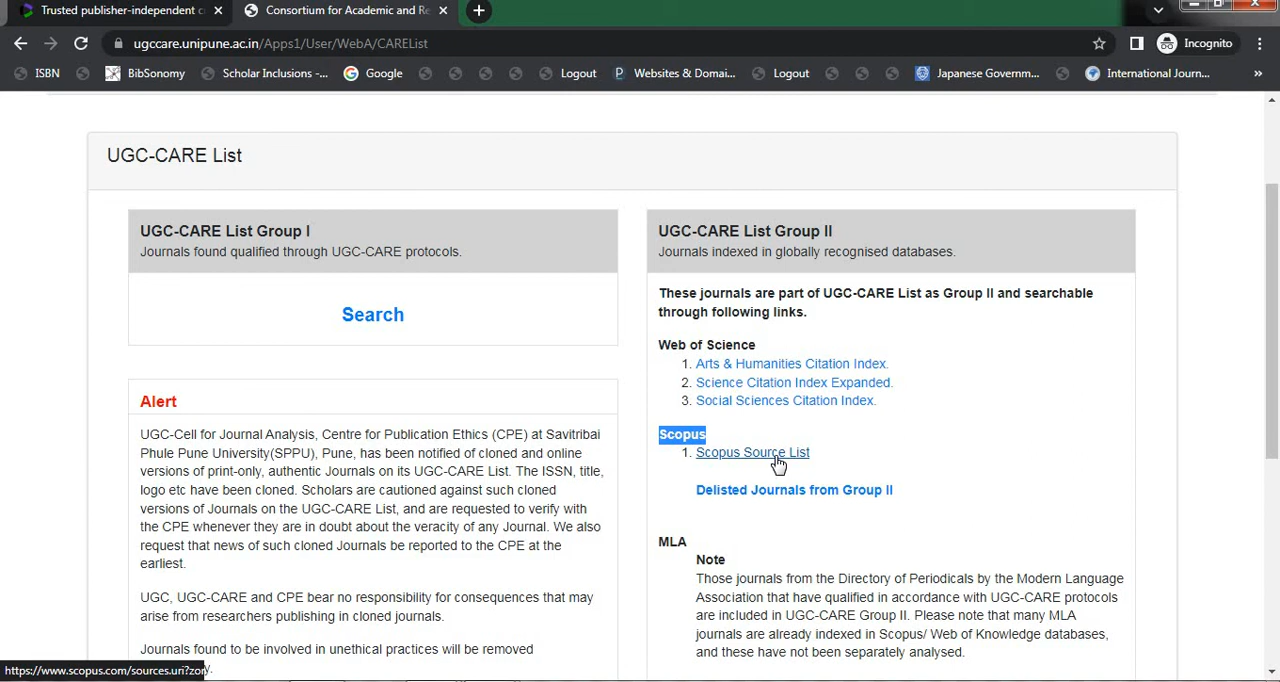 Trusted publisher-independent c
Consortium for Academic and Re
ugccare.unipune.ac.in/Apps1/User/WebA/CAREList
Incognito
ISBN
BibSonomy
Scholar Inclusions -...
Google
Logout
Websites & Domai...
Logout
Japanese Governm...
International Journ...
»
UGC-CARE List
UGC-CARE List Group I
Journals found qualified through UGC-CARE protocols.
Search
Alert
UGC-Cell for Journal Analysis, Centre for Publication Ethics (CPE) at Savitribai
Phule Pune University(SPPU), Pune, has been notified of cloned and online
versions of print-only, authentic Journals on its UGC-CARE List. The ISSN, title,
logo etc have been cloned. Scholars are cautioned against such cloned
versions of Journals on the UGC-CARE List, and are requested to verify with
the CPE whenever they are in doubt about the veracity of any Journal. We also
request that news of such cloned Journals be reported to the CPE at the
earliest.
UGC, UGC-CARE and CPE bear no responsibility for consequences that may
arise from researchers publishing in cloned journals.
Journals found to be involved in unethical practices will be removed
y.
https://www.scopus.com/sources.uri?zor
UGC-CARE List Group II
Journals indexed in globally recognised databases.
These journals are part of UGC-CARE List as Group II and searchable
through following links.
Web of Science
1. Arts & Humanities Citation Index.
2. Science Citation Index Expanded.
3. Social Sciences Citation Index.
Scopus
1. Scopus Source List
Delisted Journals from Group II
MLA
Note
Those journals from the Directory of Periodicals by the Modern Language
Association that have qualified in accordance with UGC-CARE protocols
are included in UGC-CARE Group II. Please note that many MLA
journals are already indexed in Scopus/ Web of Knowledge databases,
and these have not been separately analysed.